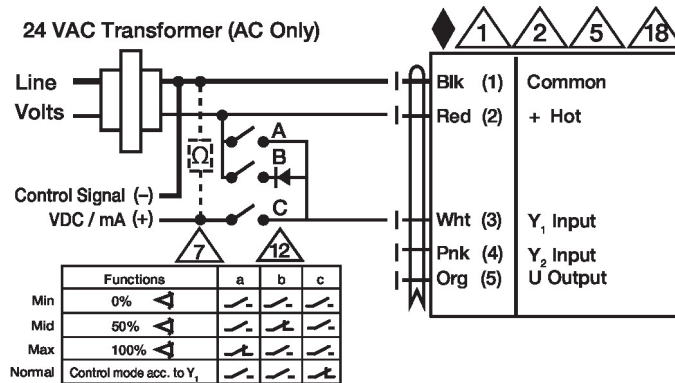 24 VAC Transformer (AC Only)
1 2 5 18
Line
Volts
Blk (1) Common
Red (2) + Hot
A
B
C
Ω
Control Signal (–)
VDC / mA (+)
Wht (3) Y₁ Input
Pnk (4) Y₂ Input
Org (5) U Output
7 12
Functions a b c
Min 0%
Mid 50%
Max 100%
Normal Control mode acc. to Y₁